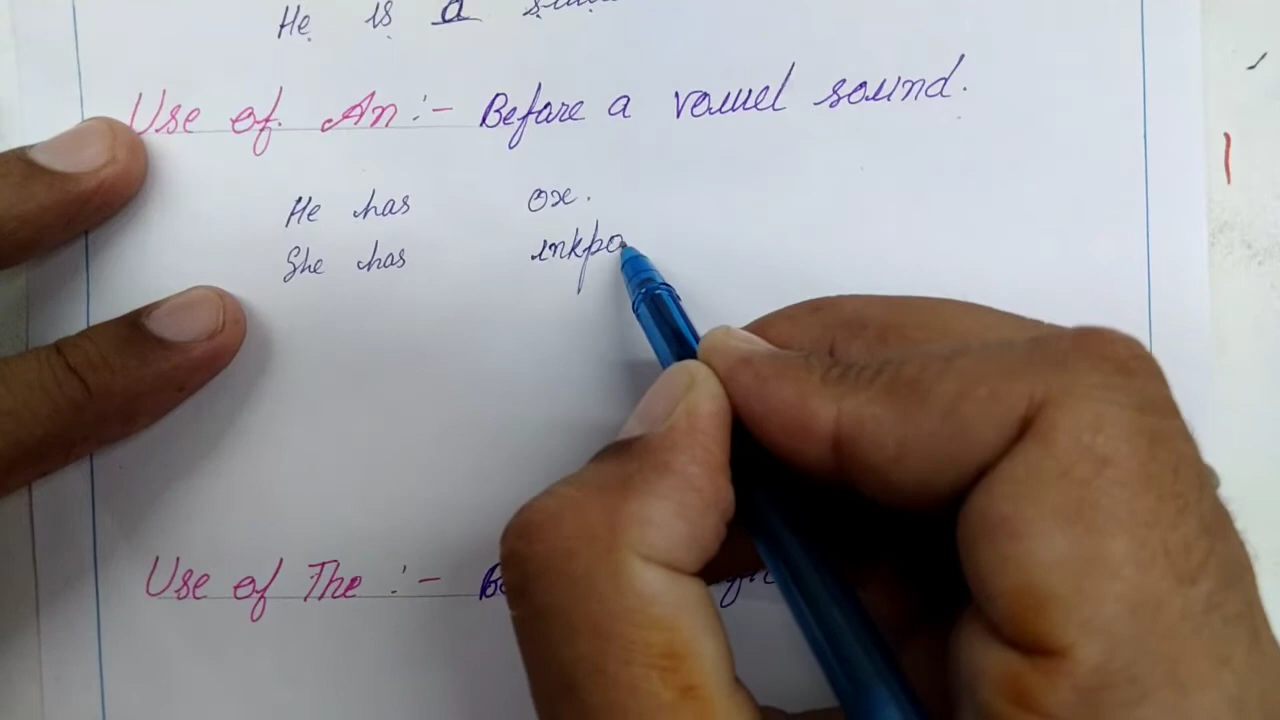 He is a
Use of An :- Before a vowel sound.
He has ox.
She has inkpo
Use of The :-